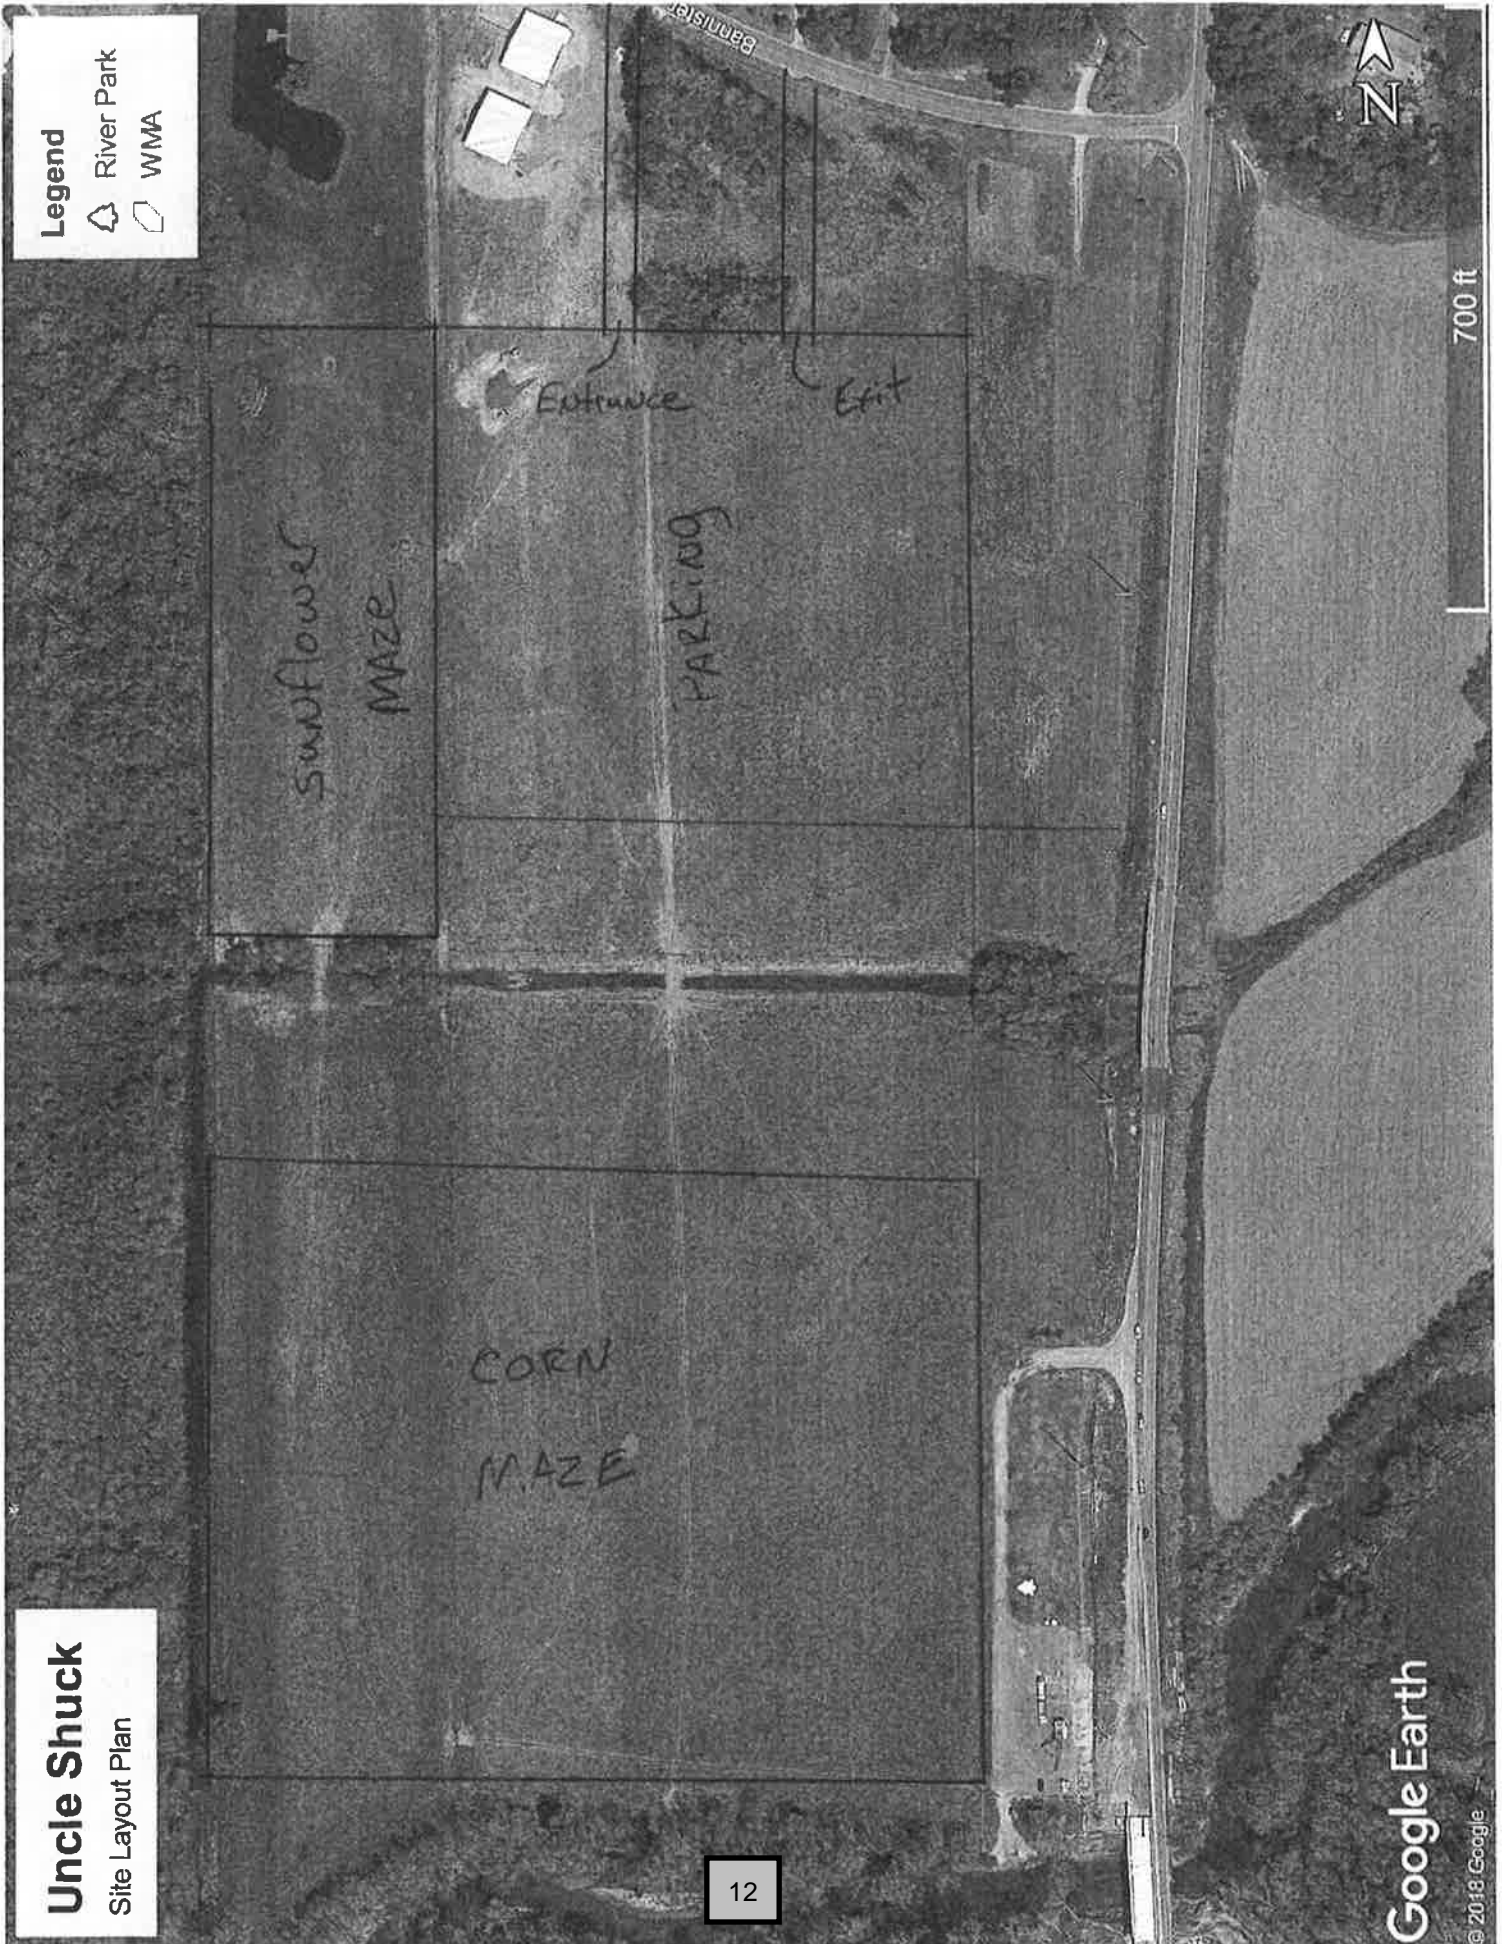 Uncle Shuck
Site Layout Plan
Legend
River Park
WMA
Bannister
Sunflower
MAZE
Entrance
Exit
PARKING
CORN
MAZE
N
700 ft
Google Earth
© 2018 Google
12